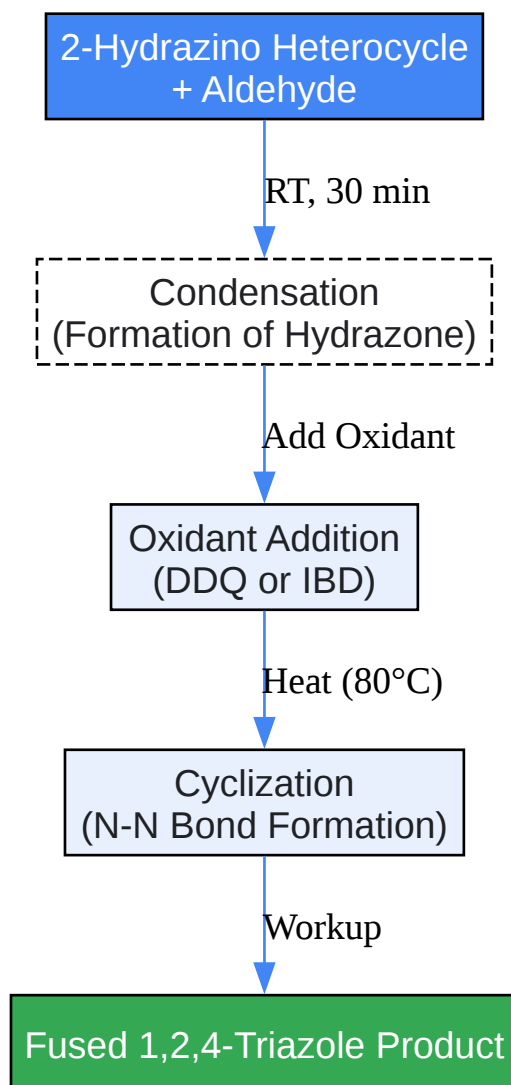 2-Hydrazino Heterocycle
+ Aldehyde
RT, 30 min
Condensation
(Formation of Hydrazone)
Add Oxidant
Oxidant Addition
(DDQ or IBD)
Heat (80°C)
Cyclization
(N-N Bond Formation)
Workup
Fused 1,2,4-Triazole Product